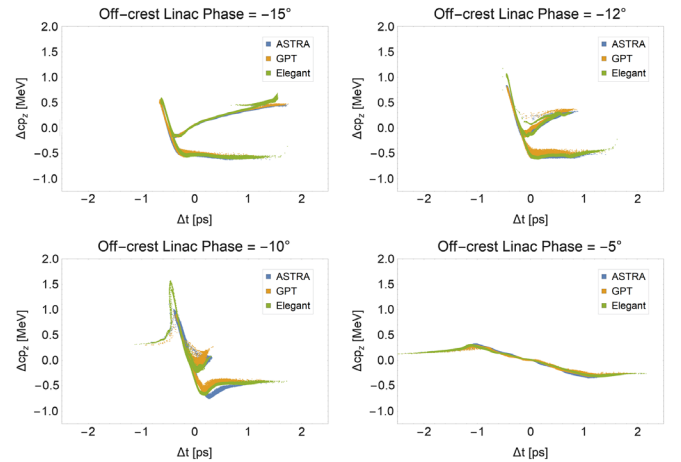 Off-crest Linac Phase = −15°
2.0
1.5
1.0
0.5
0.0
−0.5
−1.0
Δcp_z [MeV]
ASTRA
GPT
Elegant
−2 −1 0 1 2
Δt [ps]
Off-crest Linac Phase = −12°
2.0
1.5
1.0
0.5
0.0
−0.5
−1.0
Δcp_z [MeV]
ASTRA
GPT
Elegant
−2 −1 0 1 2
Δt [ps]
Off-crest Linac Phase = −10°
2.0
1.5
1.0
0.5
0.0
−0.5
−1.0
Δcp_z [MeV]
ASTRA
GPT
Elegant
−2 −1 0 1 2
Δt [ps]
Off-crest Linac Phase = −5°
2.0
1.5
1.0
0.5
0.0
−0.5
−1.0
Δcp_z [MeV]
ASTRA
GPT
Elegant
−2 −1 0 1 2
Δt [ps]